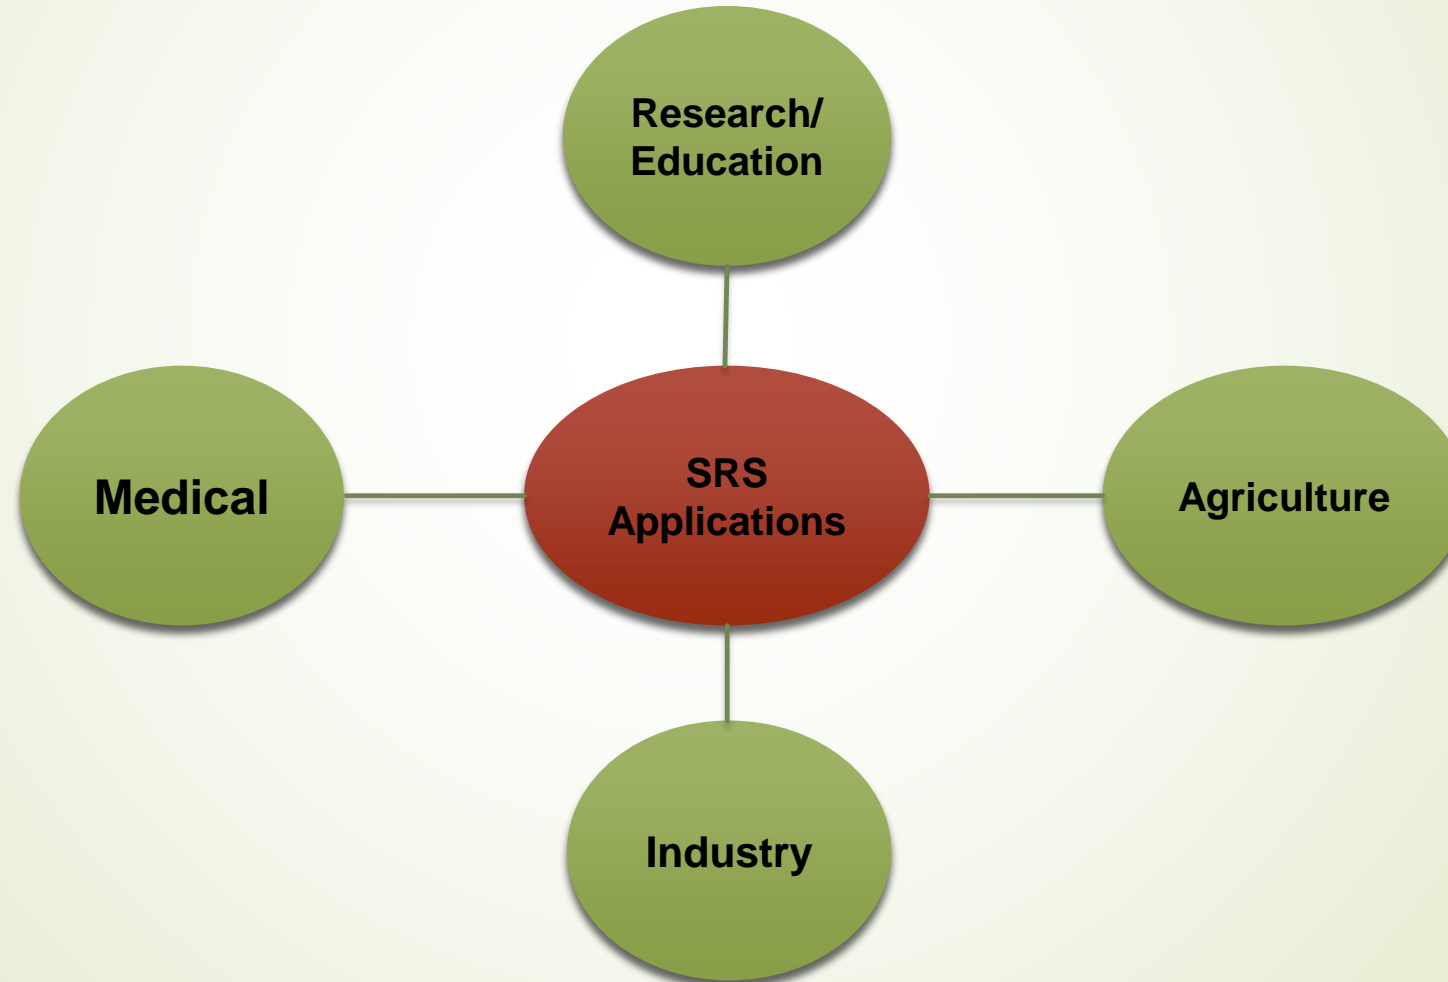 Research/
Education
Medical
SRS
Applications
Agriculture
Industry